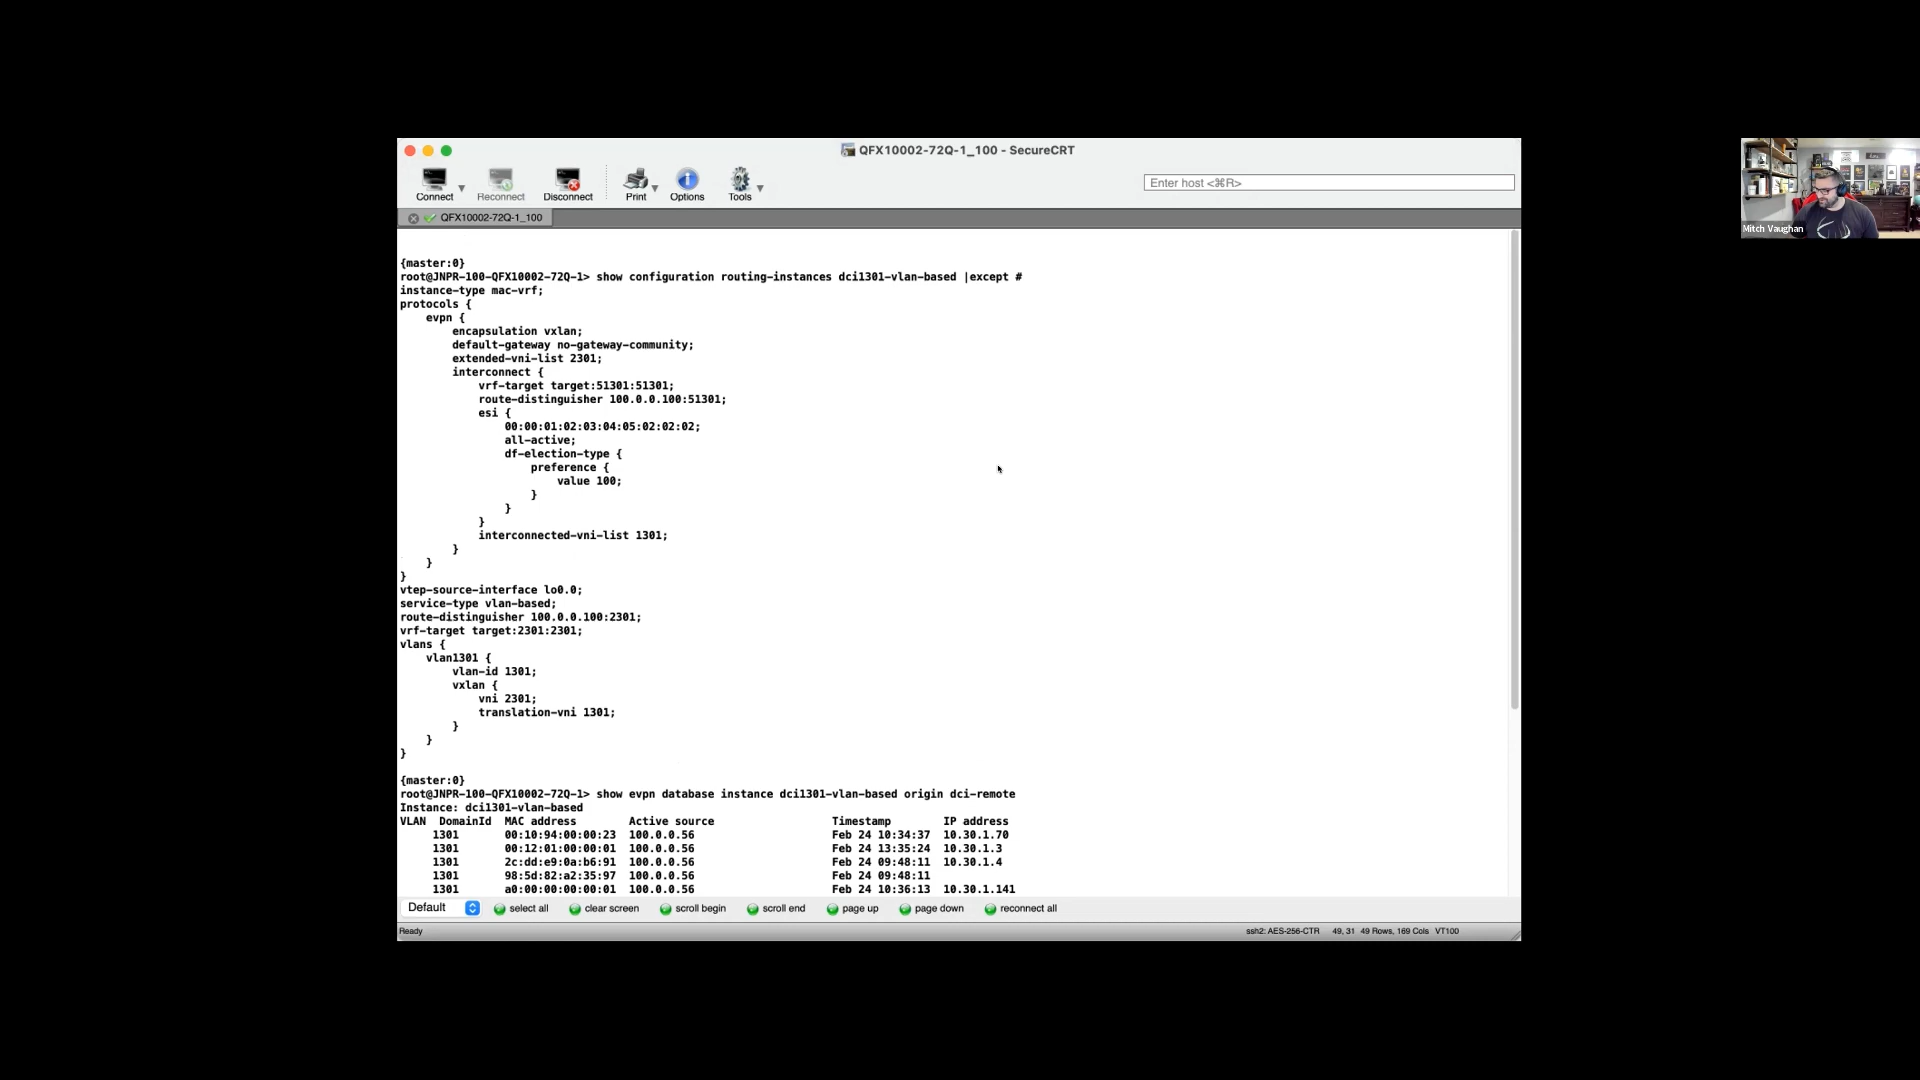 QFX10002-72Q-1_100 - SecureCRT
Connect Reconnect Disconnect Print Options Tools
Enter host <⌘R>
QFX10002-72Q-1_100
{master:0}
root@JNPR-100-QFX10002-72Q-1> show configuration routing-instances dci1301-vlan-based |except #
instance-type mac-vrf;
protocols {
    evpn {
        encapsulation vxlan;
        default-gateway no-gateway-community;
        extended-vni-list 2301;
        interconnect {
            vrf-target target:51301:51301;
            route-distinguisher 100.0.0.100:51301;
            esi {
                00:00:01:02:03:04:05:02:02:02;
                all-active;
                df-election-type {
                    preference {
                        value 100;
                    }
                }
            }
            interconnected-vni-list 1301;
        }
    }
}
vtep-source-interface lo0.0;
service-type vlan-based;
route-distinguisher 100.0.0.100:2301;
vrf-target target:2301:2301;
vlans {
    vlan1301 {
        vlan-id 1301;
        vxlan {
            vni 2301;
            translation-vni 1301;
        }
    }
}
{master:0}
root@JNPR-100-QFX10002-72Q-1> show evpn database instance dci1301-vlan-based origin dci-remote
Instance: dci1301-vlan-based
VLAN  DomainId  MAC address        Active source                  Timestamp        IP address
     1301       00:10:94:00:00:23  100.0.0.56                     Feb 24 10:34:37  10.30.1.70
     1301       00:12:01:00:00:01  100.0.0.56                     Feb 24 13:35:24  10.30.1.3
     1301       2c:dd:e9:0a:b6:91  100.0.0.56                     Feb 24 09:48:11  10.30.1.4
     1301       98:5d:82:a2:35:97  100.0.0.56                     Feb 24 09:48:11
     1301       a0:00:00:00:00:01  100.0.0.56                     Feb 24 10:36:13  10.30.1.141
Default select all clear screen scroll begin scroll end page up page down reconnect all
Ready ssh2: AES-256-CTR 49, 31 49 Rows, 169 Cols VT100
Mitch Vaughan